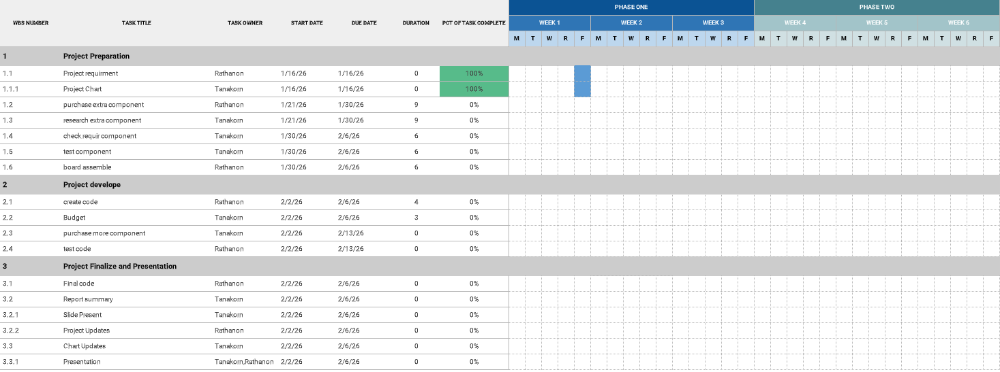 PHASE ONE PHASE TWO
WBS NUMBER TASK TITLE TASK OWNER START DATE DUE DATE DURATION PCT OF TASK COMPLETE WEEK 1 WEEK 2 WEEK 3 WEEK 4 WEEK 5 WEEK 6
M T W R F M T W R F M T W R F M T W R F M T W R F M T W R F
1 Project Preparation
1.1 Project requirment Rathanon 1/16/26 1/16/26 0 100%
1.1.1 Project Chart Tanakorn 1/16/26 1/16/26 0 100%
1.2 purchase extra component Rathanon 1/21/26 1/30/26 9 0%
1.3 research extra component Tanakorn 1/21/26 1/30/26 9 0%
1.4 check requir component Tanakorn 1/30/26 2/6/26 6 0%
1.5 test component Tanakorn 1/30/26 2/6/26 6 0%
1.6 board assemble Rathanon 1/30/26 2/6/26 6 0%
2 Project develope
2.1 create code Rathanon 2/2/26 2/6/26 4 0%
2.2 Budget Tanakorn 2/2/26 2/6/26 3 0%
2.3 purchase more component Tanakorn 2/2/26 2/13/26 0 0%
2.4 test code Rathanon 2/2/26 2/13/26 0 0%
3 Project Finalize and Presentation
3.1 Final code Rathanon 2/2/26 2/6/26 0 0%
3.2 Report summary Tanakorn 2/2/26 2/6/26 0 0%
3.2.1 Slide Present Tanakorn 2/2/26 2/6/26 0 0%
3.2.2 Project Updates Rathanon 2/2/26 2/6/26 0 0%
3.3 Chart Updates Tanakorn 2/2/26 2/6/26 0 0%
3.3.1 Presentation Tanakorn,Rathanon 2/2/26 2/6/26 0 0%